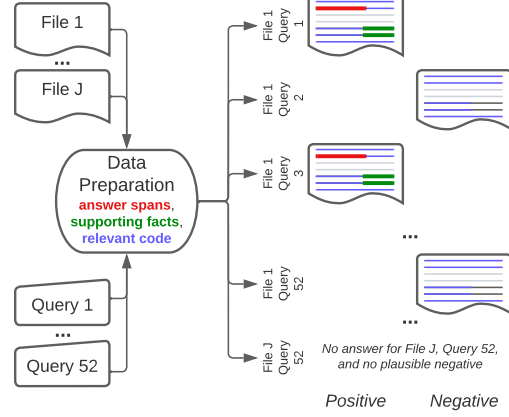 File 1
...
File J
Data
Preparation
answer spans,
supporting facts,
relevant code
Query 1
...
Query 52
File 1
Query
1
File 1
Query
2
File 1
Query
3
...
File 1
Query
52
...
File J
Query
52
No answer for File J, Query 52,
and no plausible negative
Positive
Negative